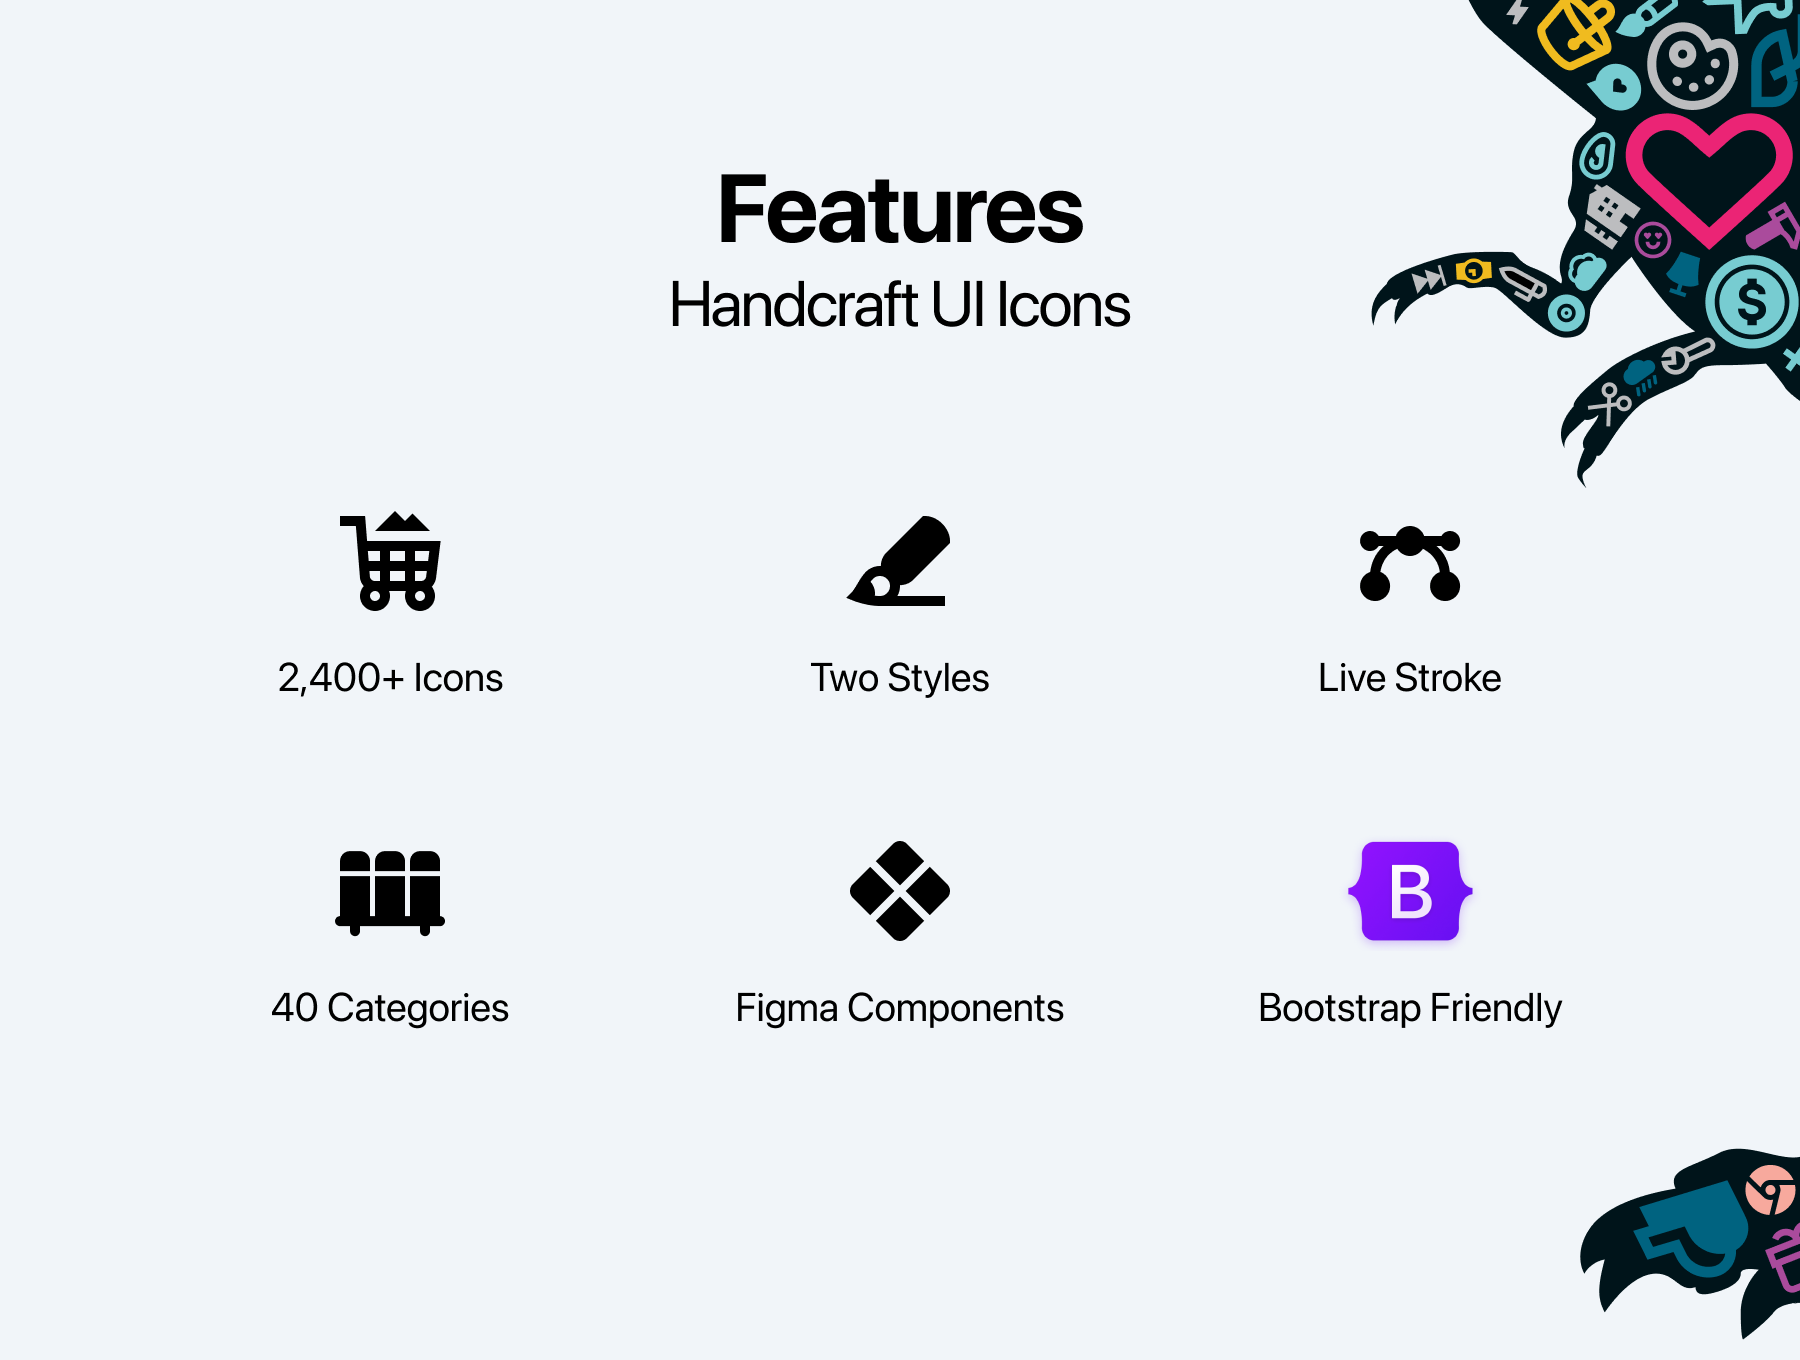 Features
Handcraft UI Icons
2,400+ Icons
Two Styles
Live Stroke
40 Categories
Figma Components
B
Bootstrap Friendly
$